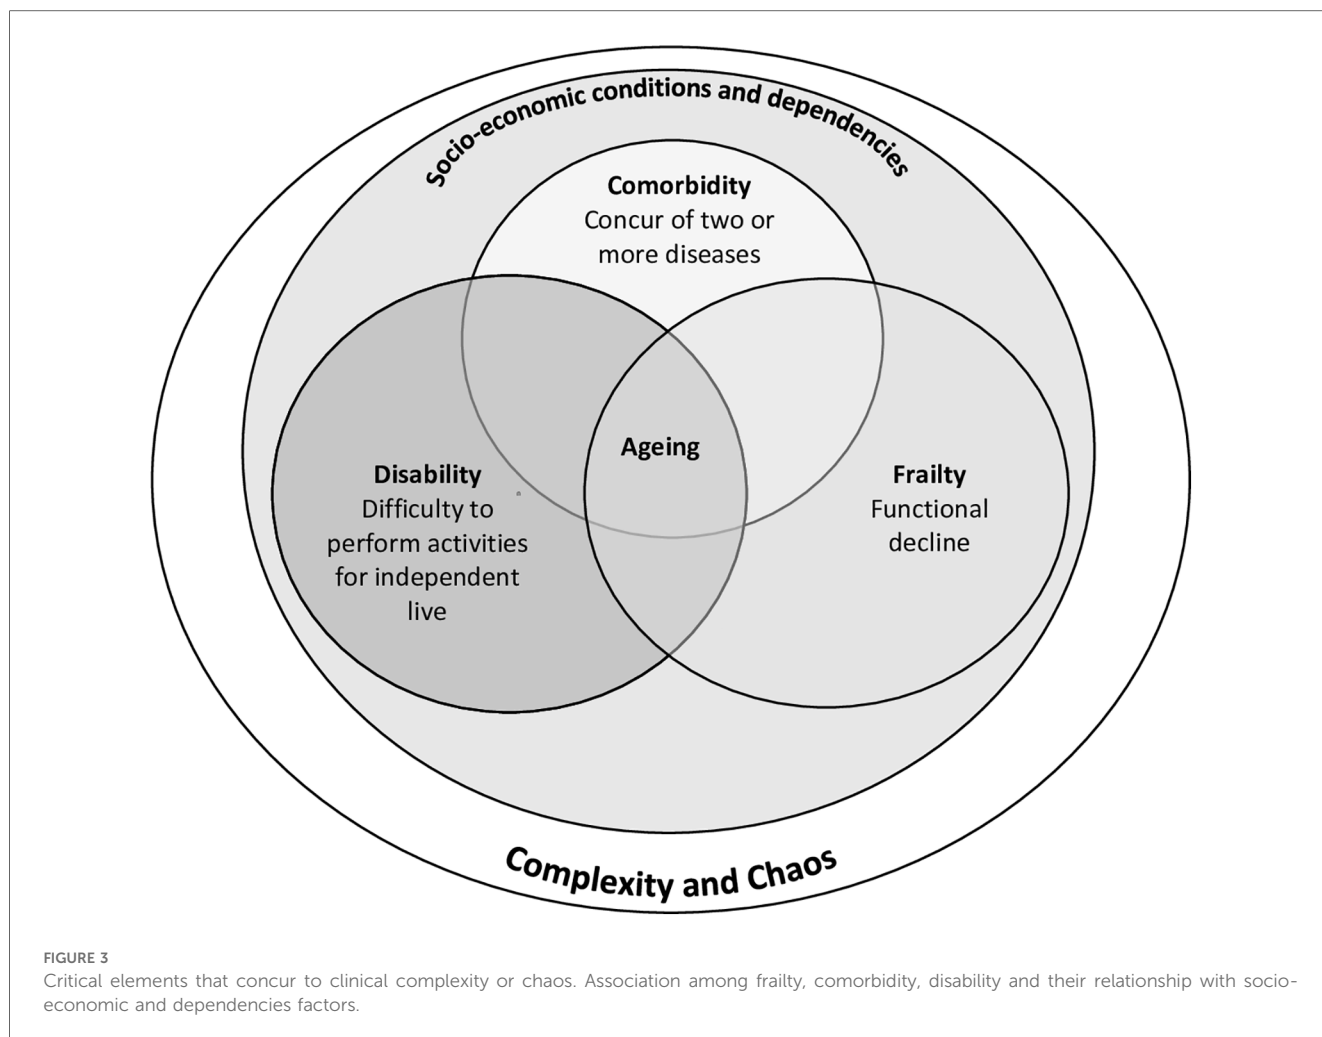 Socio-economic conditions and dependencies
Comorbidity
Concur of two or
more diseases
Ageing
Disability
Difficulty to
perform activities
for independent
live
Frailty
Functional
decline
Complexity and Chaos
FIGURE 3
Critical elements that concur to clinical complexity or chaos. Association among frailty, comorbidity, disability and their relationship with socio-
economic and dependencies factors.